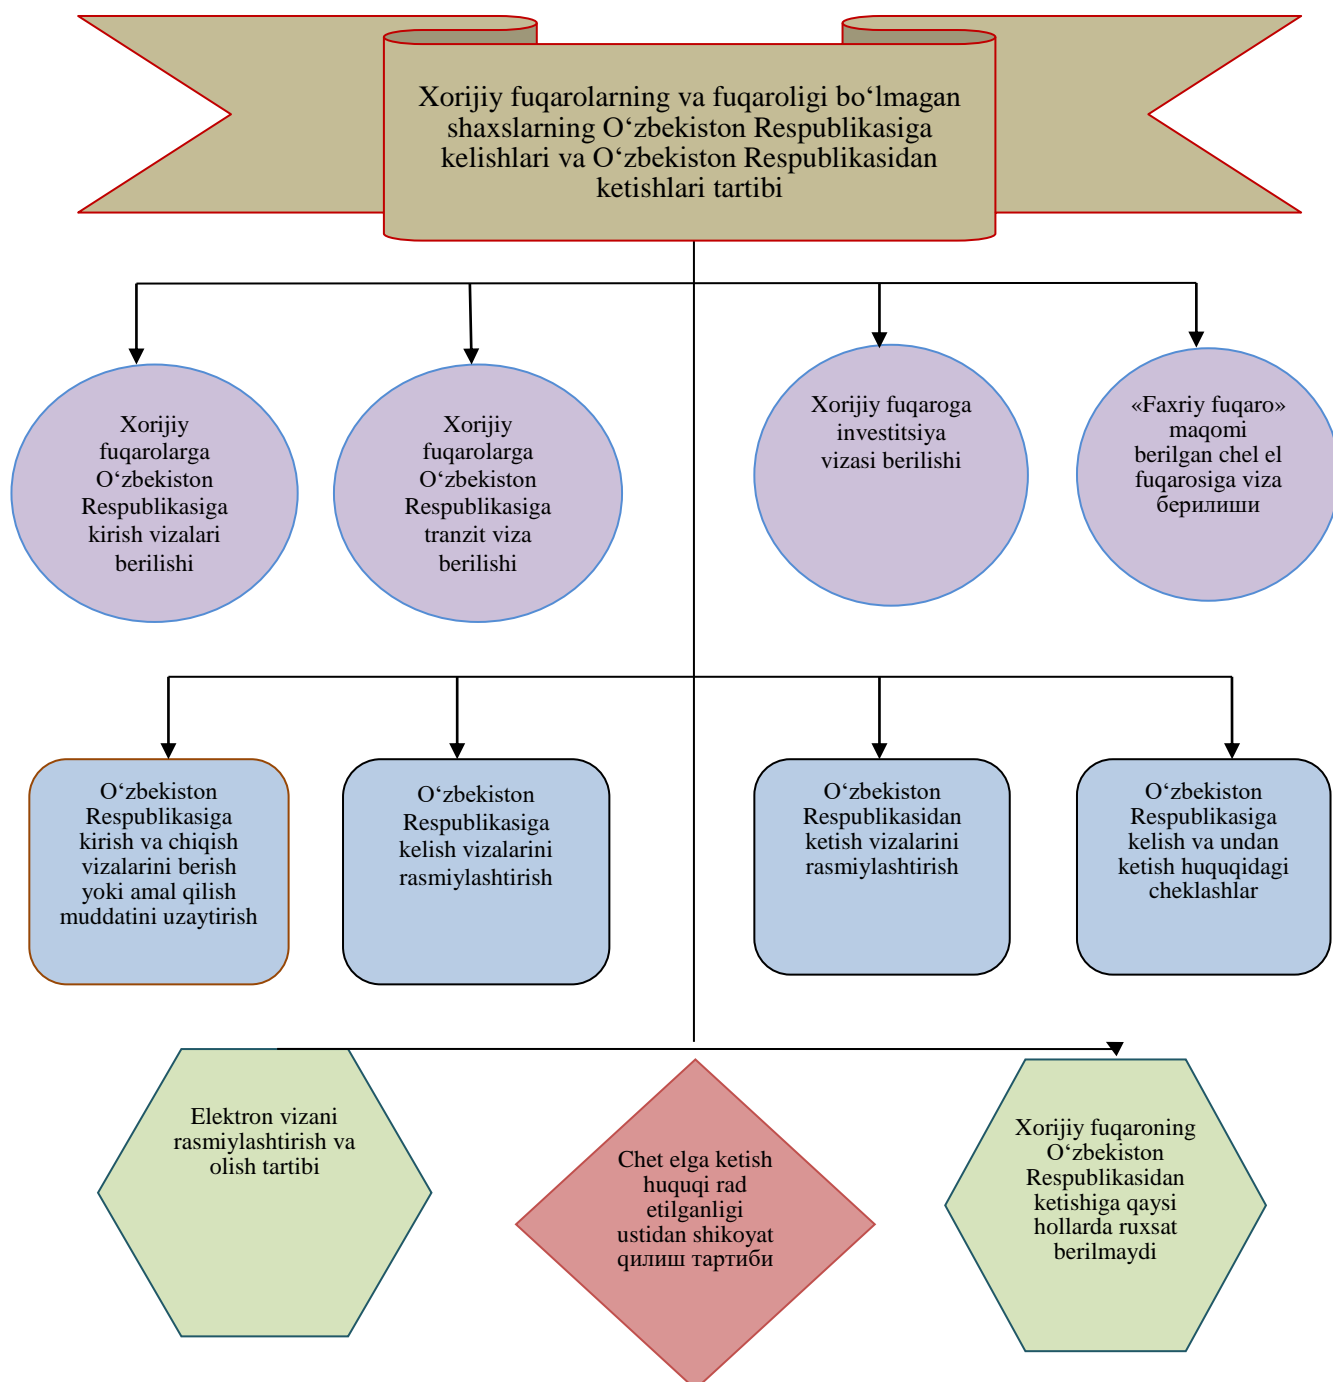 Xorijiy fuqarolarning va fuqaroligi bo‘lmagan
shaxslarning O‘zbekiston Respublikasiga
kelishlari va O‘zbekiston Respublikasidan
ketishlari tartibi
Xorijiy
fuqarolarga
O‘zbekiston
Respublikasiga
kirish vizalari
berilishi
Xorijiy
fuqarolarga
O‘zbekiston
Respublikasiga
tranzit viza
berilishi
Xorijiy fuqaroga
investitsiya
vizasi berilishi
«Faxriy fuqaro»
maqomi
berilgan chel el
fuqarosiga viza
берилиши
O‘zbekiston
Respublikasiga
kirish va chiqish
vizalarini berish
yoki amal qilish
muddatini uzaytirish
O‘zbekiston
Respublikasiga
kelish vizalarini
rasmiylashtirish
O‘zbekiston
Respublikasidan
ketish vizalarini
rasmiylashtirish
O‘zbekiston
Respublikasiga
kelish va undan
ketish huquqidagi
cheklashlar
Elektron vizani
rasmiylashtirish va
olish tartibi
Chet elga ketish
huquqi rad
etilganligi
ustidan shikoyat
қилиш тартиби
Xorijiy fuqaroning
O‘zbekiston
Respublikasidan
ketishiga qaysi
hollarda ruxsat
berilmaydi